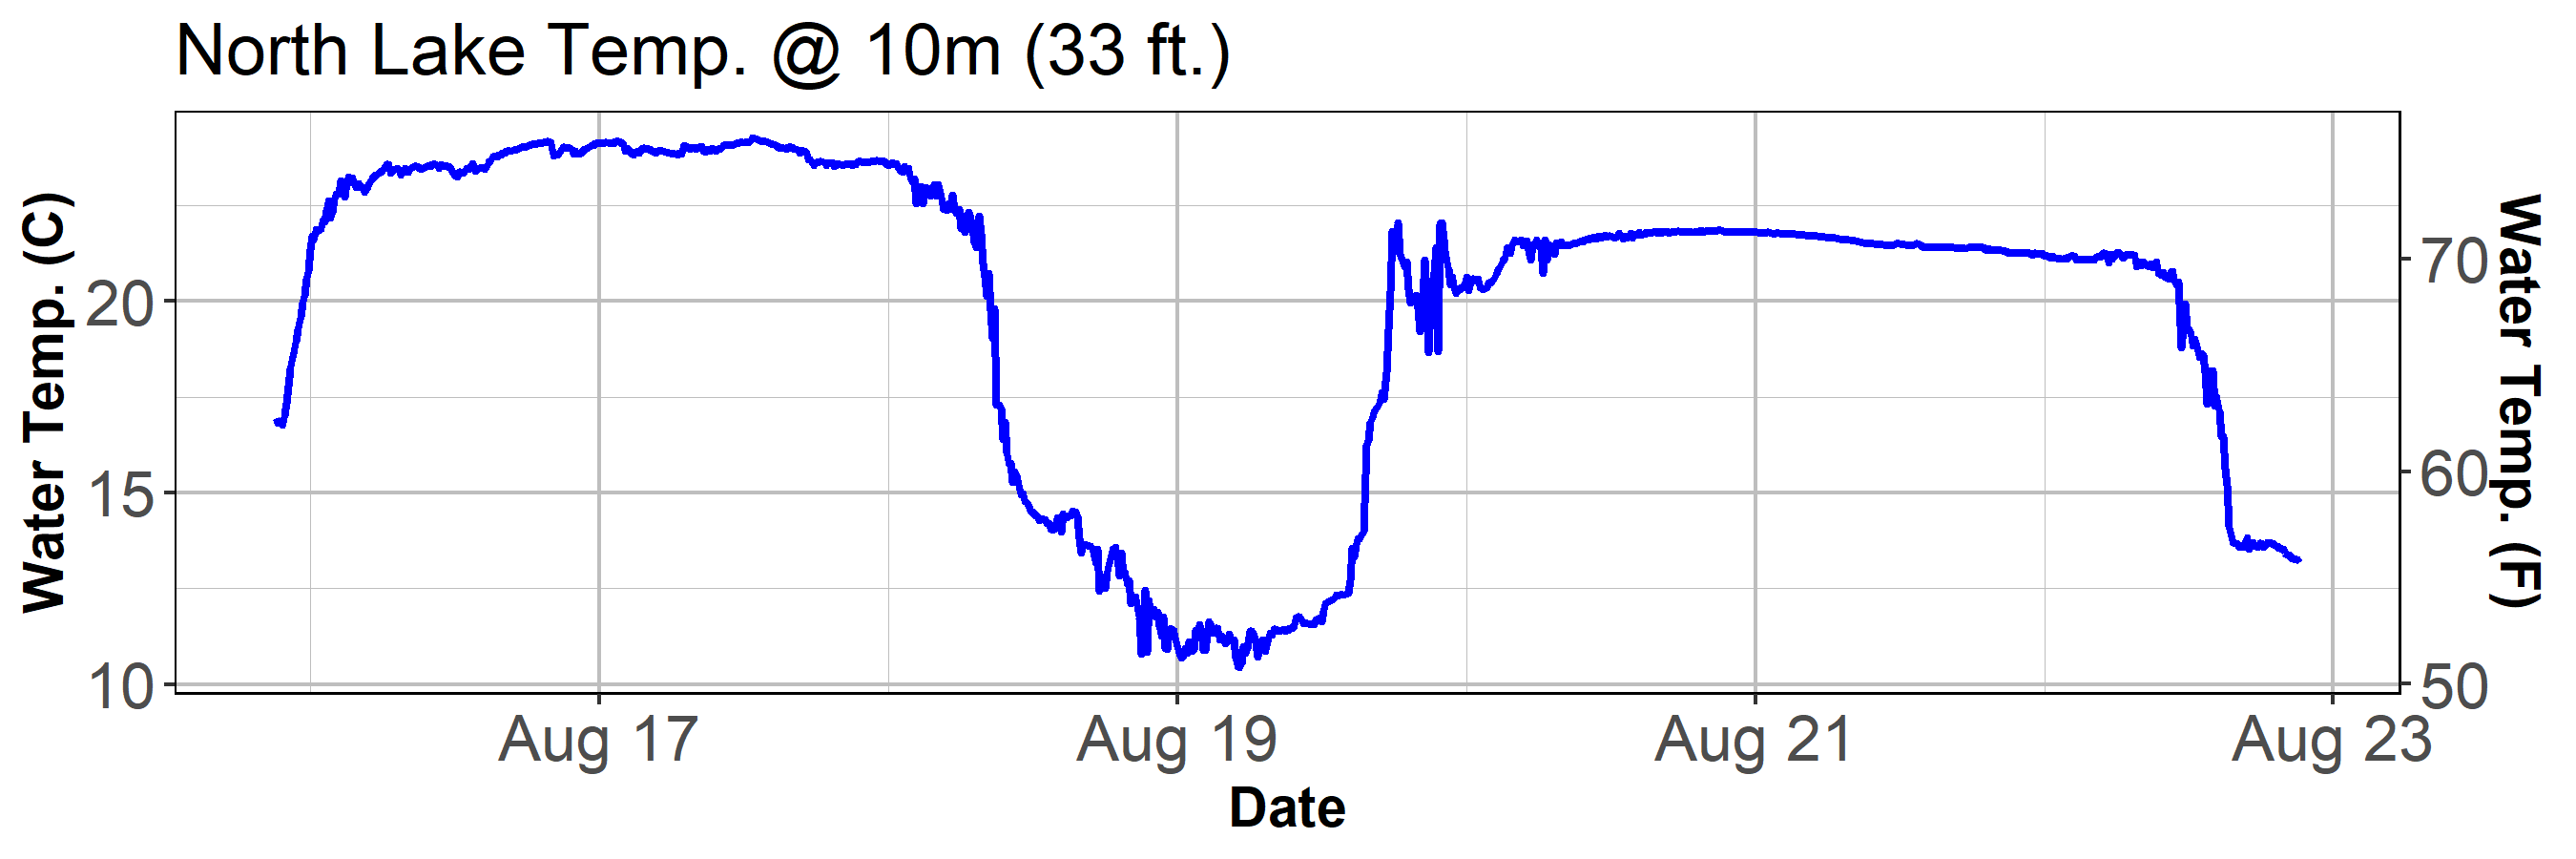 North Lake Temp. @ 10m (33 ft.)
Water Temp. (C)
20
15
10
70
60
50
Water Temp. (F)
Aug 17 Aug 19 Aug 21 Aug 23
Date